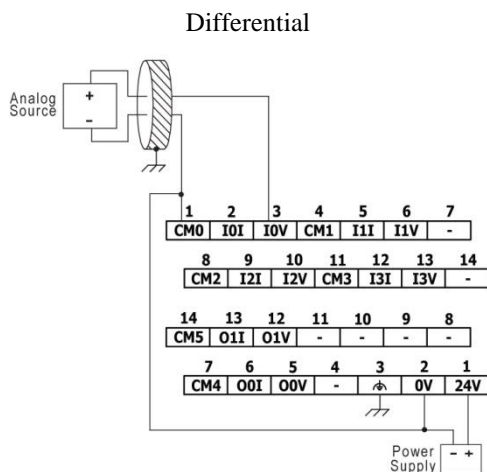 Differential
Analog
Source
+
-
1 2 3 4 5 6 7
CM0 I0I I0V CM1 I1I I1V -
8 9 10 11 12 13 14
CM2 I2I I2V CM3 I3I I3V -
14 13 12 11 10 9 8
CM5 O1I O1V - - - -
7 6 5 4 3 2 1
CM4 O0I O0V - 0V 24V
- +
Power
Supply